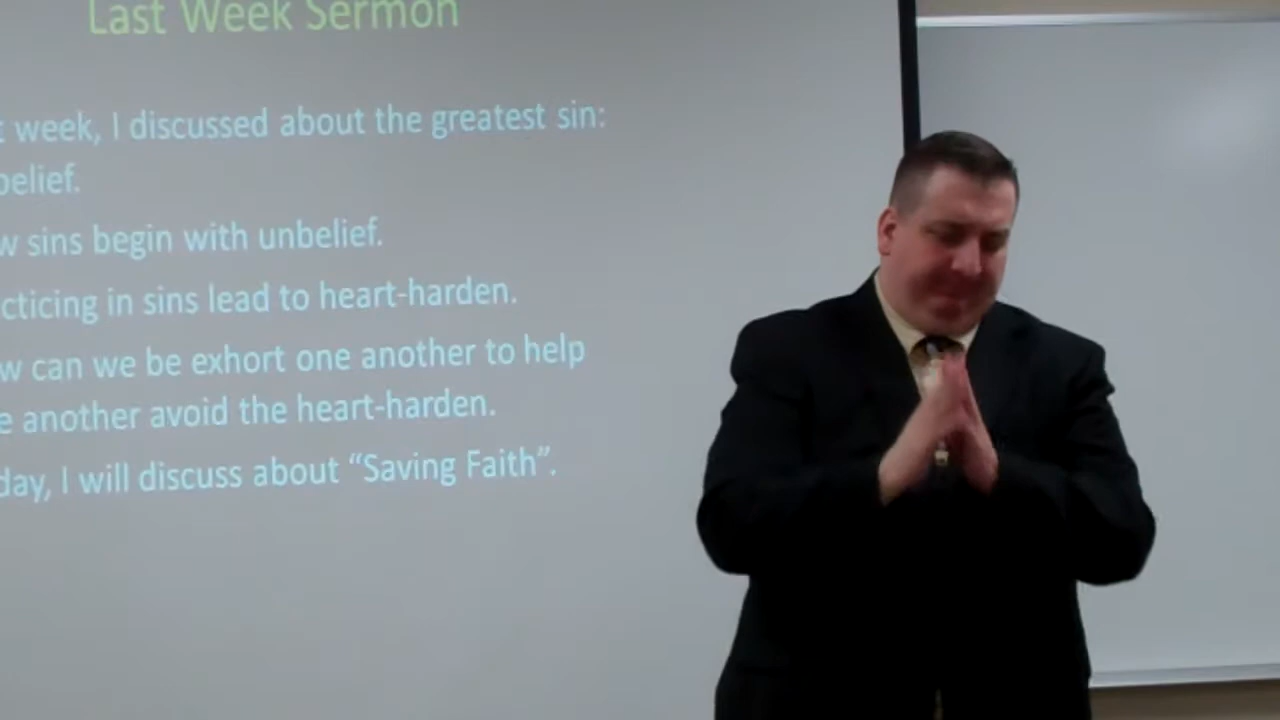 Last Week Sermon
t week, I discussed about the greatest sin:
belief.
w sins begin with unbelief.
cticing in sins lead to heart-harden.
w can we be exhort one another to help
e another avoid the heart-harden.
day, I will discuss about “Saving Faith”.